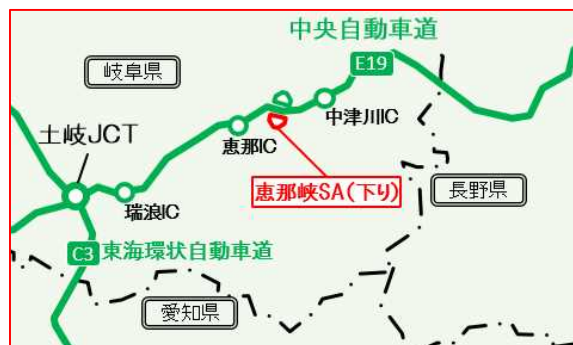 中央自動車道
E19
岐阜県
中津川IC
恵那IC
土岐JCT
恵那峡SA(下り)
長野県
瑞浪IC
C3 東海環状自動車道
愛知県